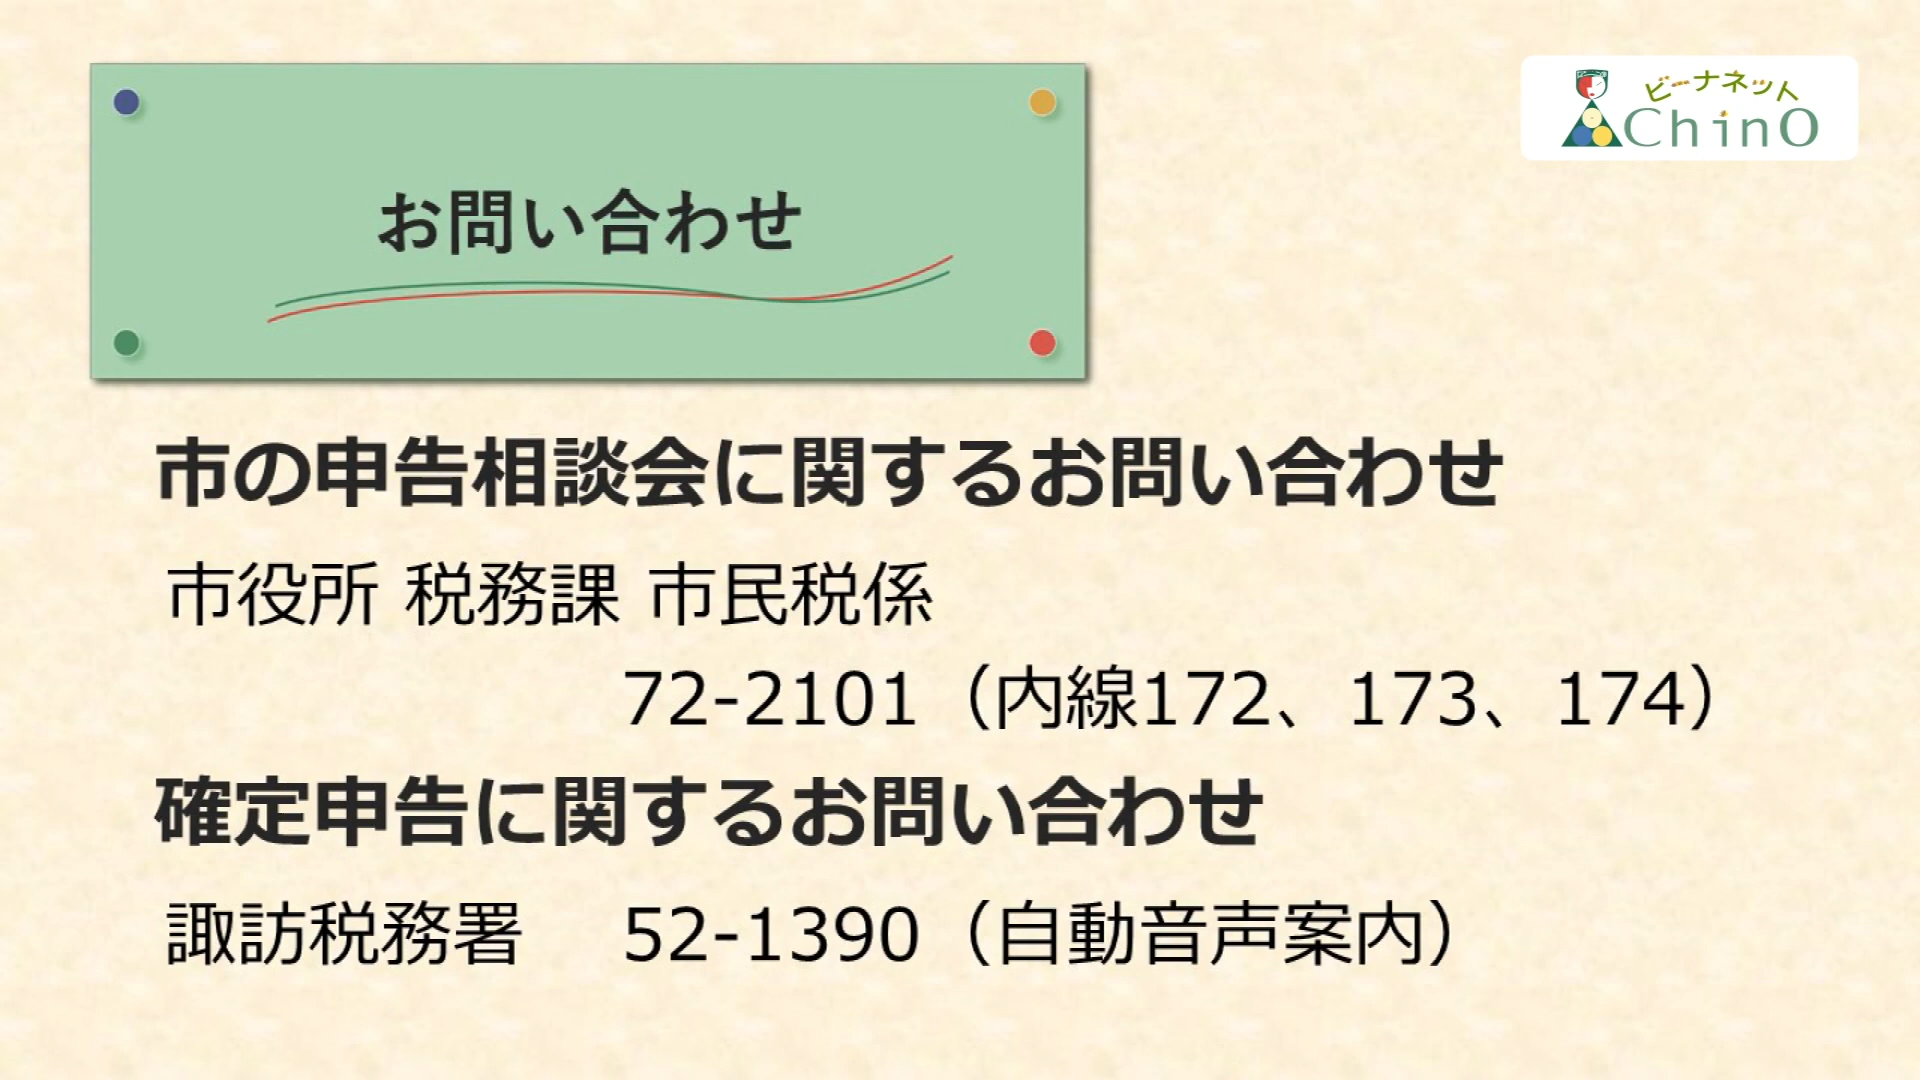 お問い合わせ
ビーナネット
ChinO
市の申告相談会に関するお問い合わせ
市役所 税務課 市民税係
72-2101（内線172、173、174）
確定申告に関するお問い合わせ
諏訪税務署　52-1390（自動音声案内）